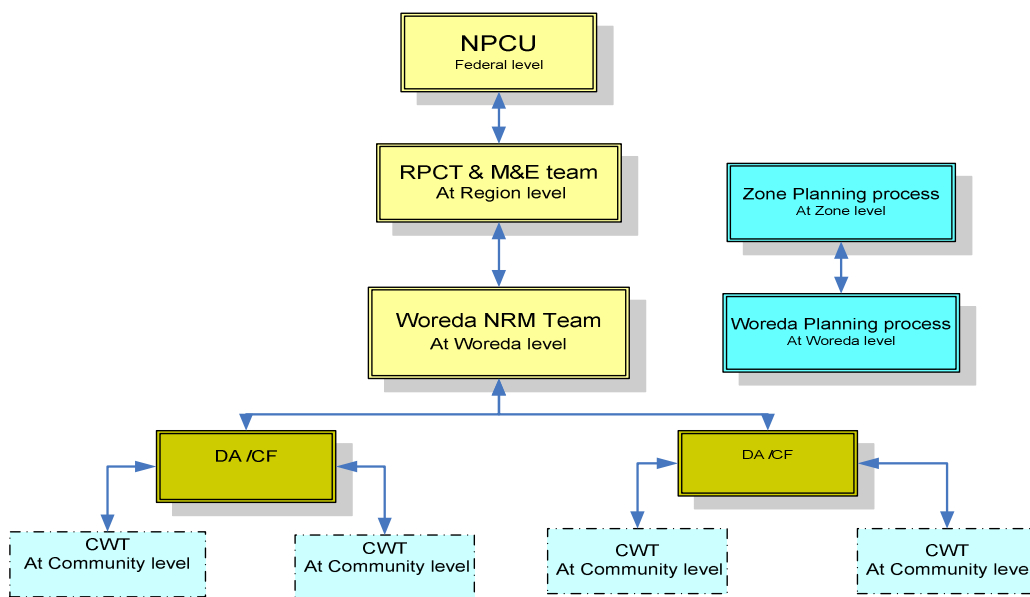 NPCU
Federal level
RPCT & M&E team
At Region level
Zone Planning process
At Zone level
Woreda NRM Team
At Woreda level
Woreda Planning process
At Woreda level
DA /CF
DA /CF
CWT
At Community level
CWT
At Community level
CWT
At Community level
CWT
At Community level